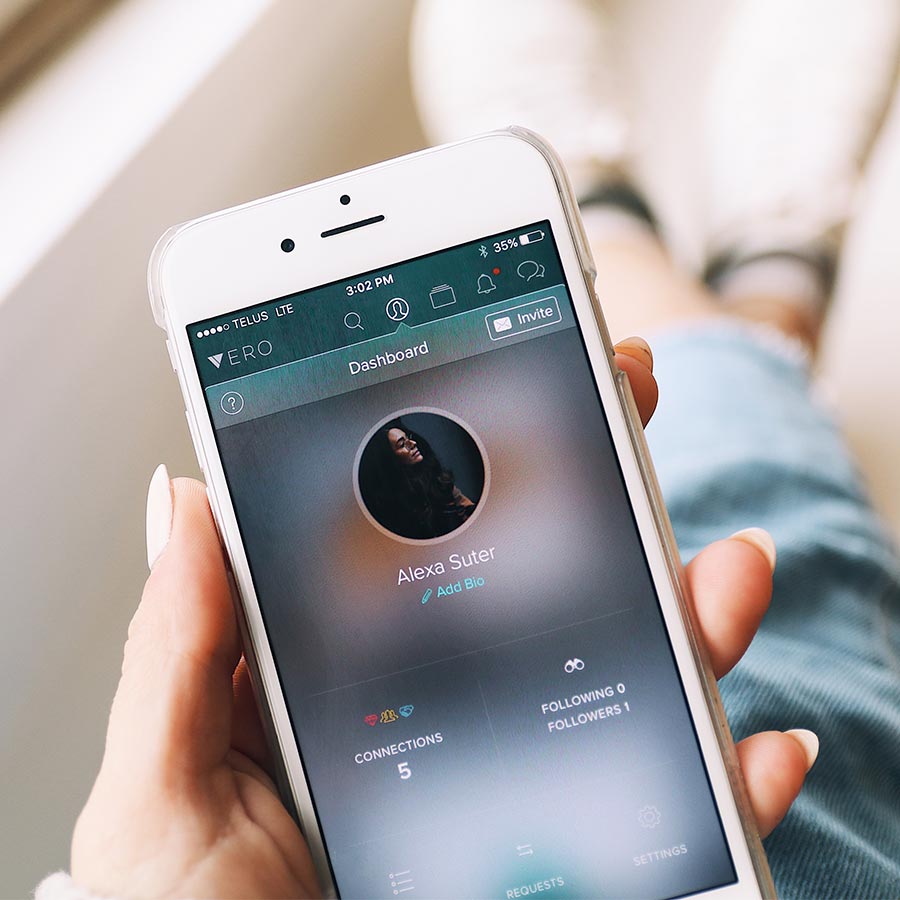 TELUS LTE
3:02 PM
35%
VERO
Dashboard
Invite
?
Alexa Suter
Add Bio
CONNECTIONS
5
FOLLOWING 0
FOLLOWERS 1
REQUESTS
SETTINGS